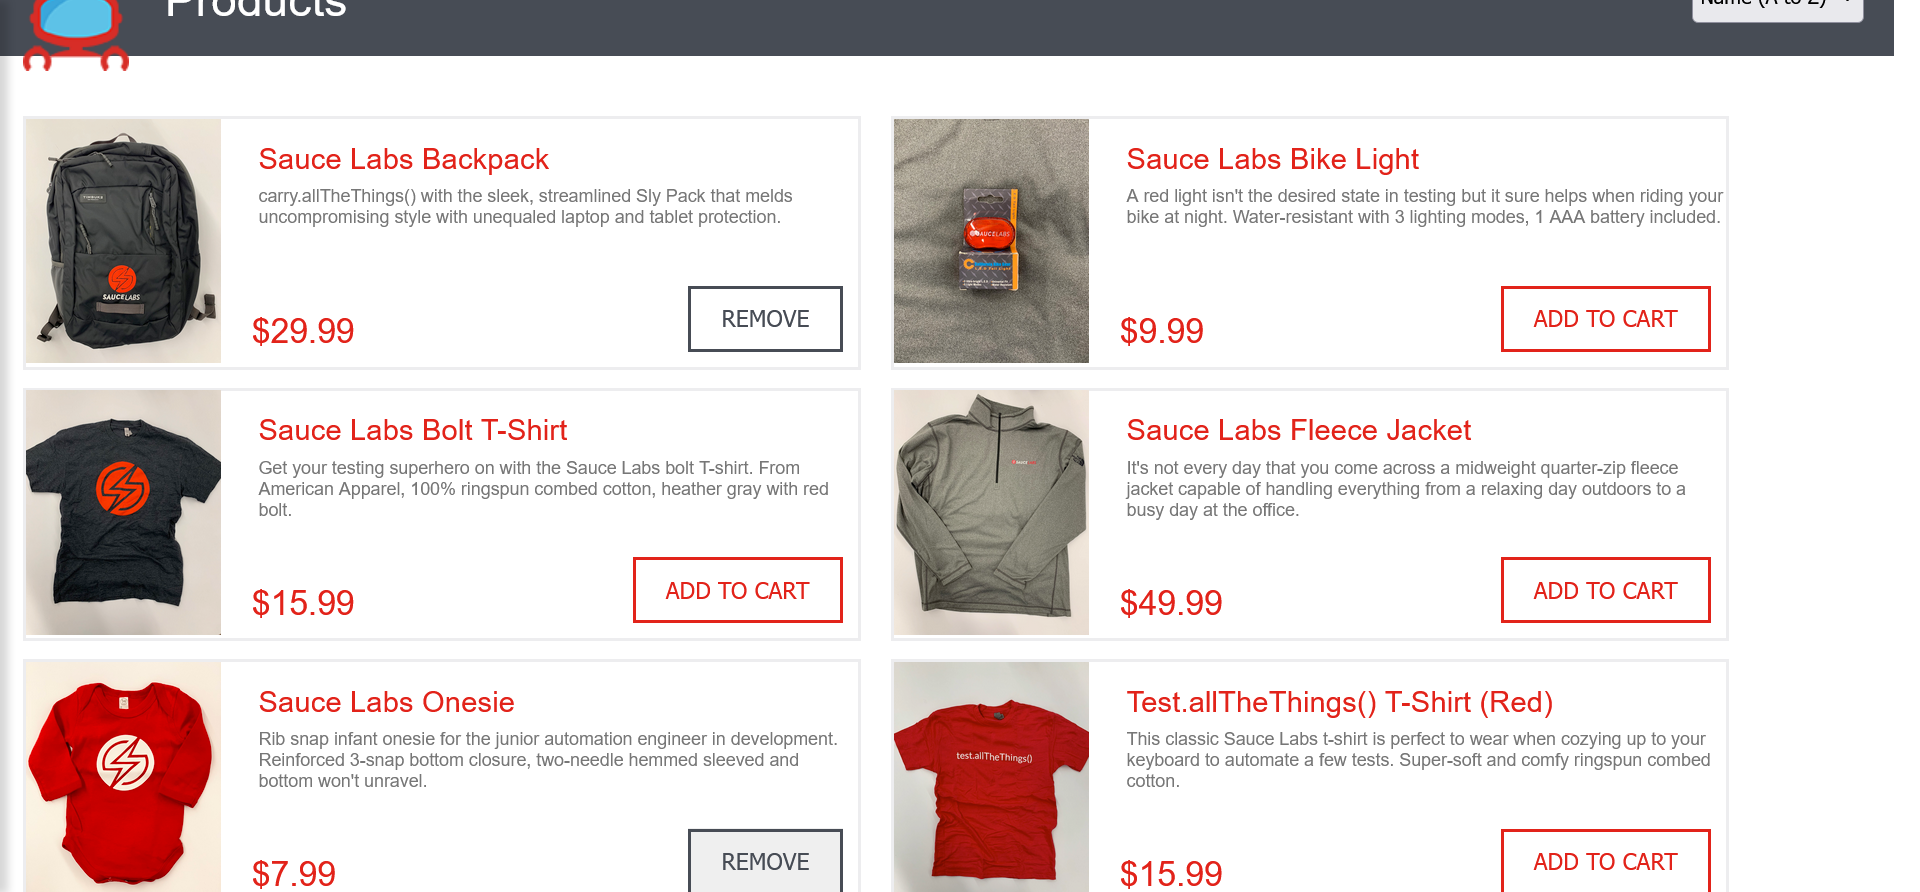 Products
Name (A to Z)
Sauce Labs Backpack
carry.allTheThings() with the sleek, streamlined Sly Pack that melds
uncompromising style with unequaled laptop and tablet protection.
$29.99
REMOVE
SAUCELABS
Sauce Labs Bike Light
A red light isn't the desired state in testing but it sure helps when riding your
bike at night. Water-resistant with 3 lighting modes, 1 AAA battery included.
$9.99
ADD TO CART
SAUCELABS
Sauce Labs Bolt T-Shirt
Get your testing superhero on with the Sauce Labs bolt T-shirt. From
American Apparel, 100% ringspun combed cotton, heather gray with red
bolt.
$15.99
ADD TO CART
Sauce Labs Fleece Jacket
It's not every day that you come across a midweight quarter-zip fleece
jacket capable of handling everything from a relaxing day outdoors to a
busy day at the office.
$49.99
ADD TO CART
Sauce Labs Onesie
Rib snap infant onesie for the junior automation engineer in development.
Reinforced 3-snap bottom closure, two-needle hemmed sleeved and
bottom won't unravel.
$7.99
REMOVE
Test.allTheThings() T-Shirt (Red)
This classic Sauce Labs t-shirt is perfect to wear when cozying up to your
keyboard to automate a few tests. Super-soft and comfy ringspun combed
cotton.
$15.99
ADD TO CART
test.allTheThings()